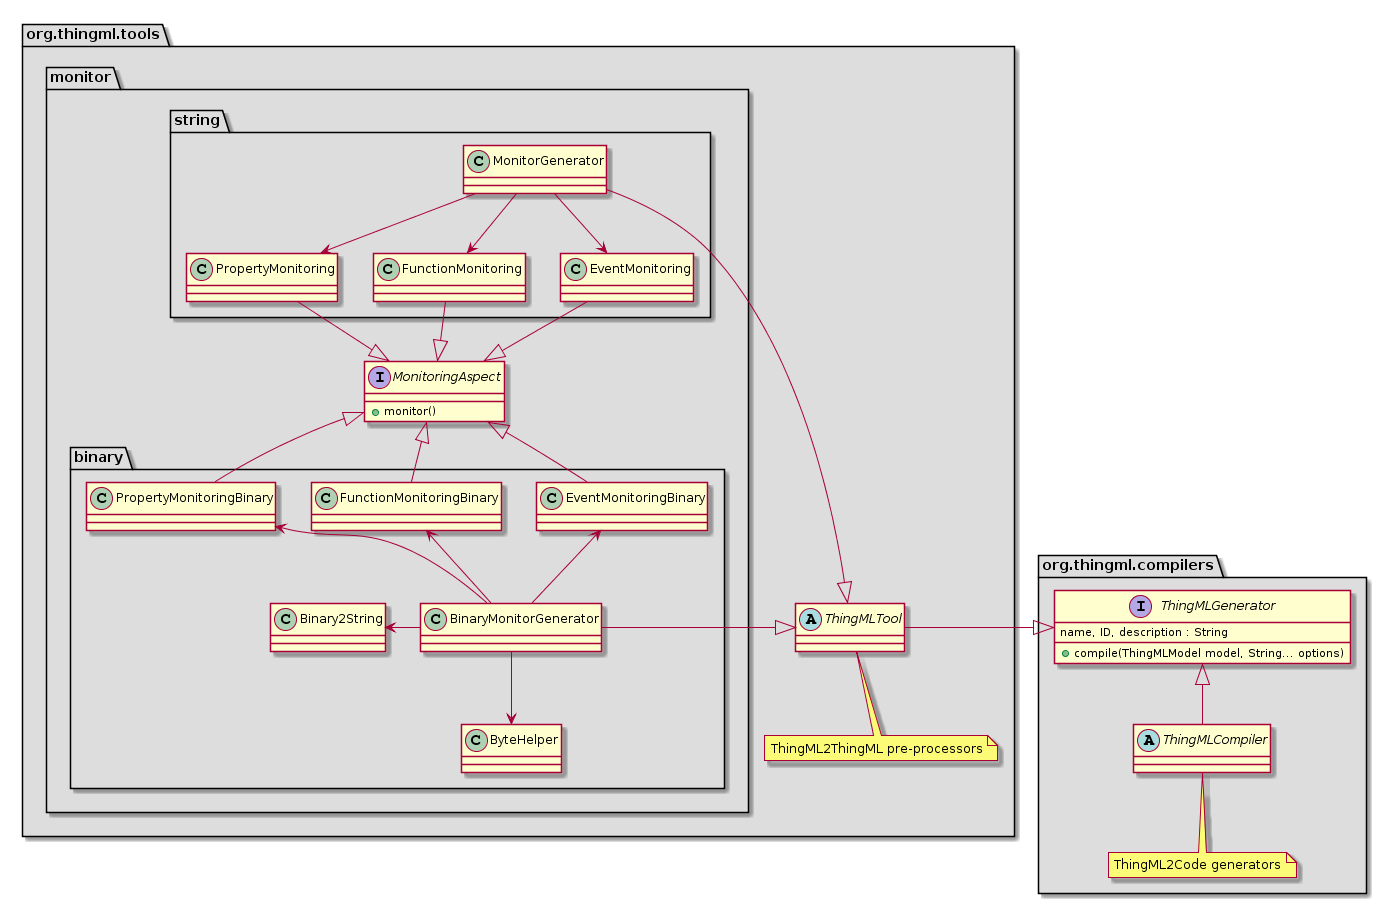 org.thingml.tools
monitor
string
C MonitorGenerator
C PropertyMonitoring
C FunctionMonitoring
C EventMonitoring
I MonitoringAspect
monitor()
binary
C PropertyMonitoringBinary
C FunctionMonitoringBinary
C EventMonitoringBinary
C Binary2String
C BinaryMonitorGenerator
A ThingMLTool
C ByteHelper
ThingML2ThingML pre-processors
org.thingml.compilers
I ThingMLGenerator
name, ID, description : String
compile(ThingMLModel model, String... options)
A ThingMLCompiler
ThingML2Code generators